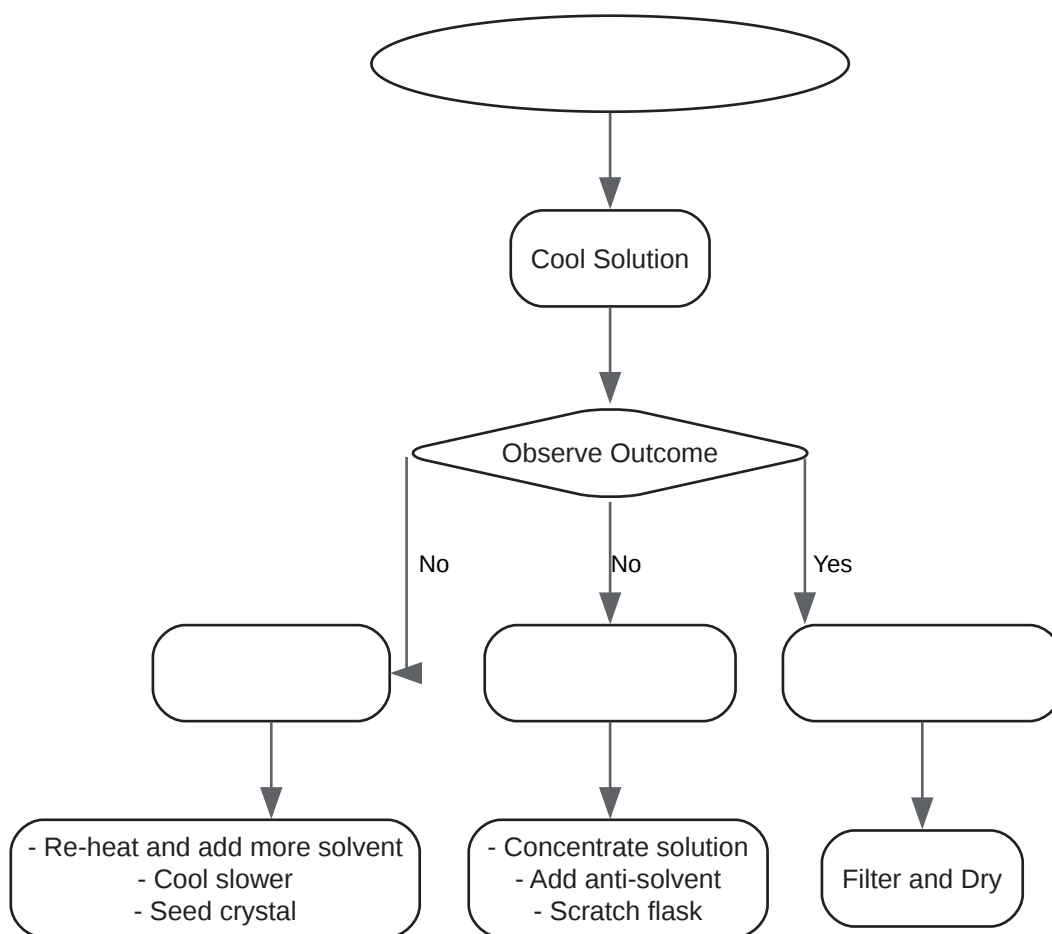 Cool Solution
Observe Outcome
No
No
Yes
- Re-heat and add more solvent
- Cool slower
- Seed crystal
- Concentrate solution
- Add anti-solvent
- Scratch flask
Filter and Dry